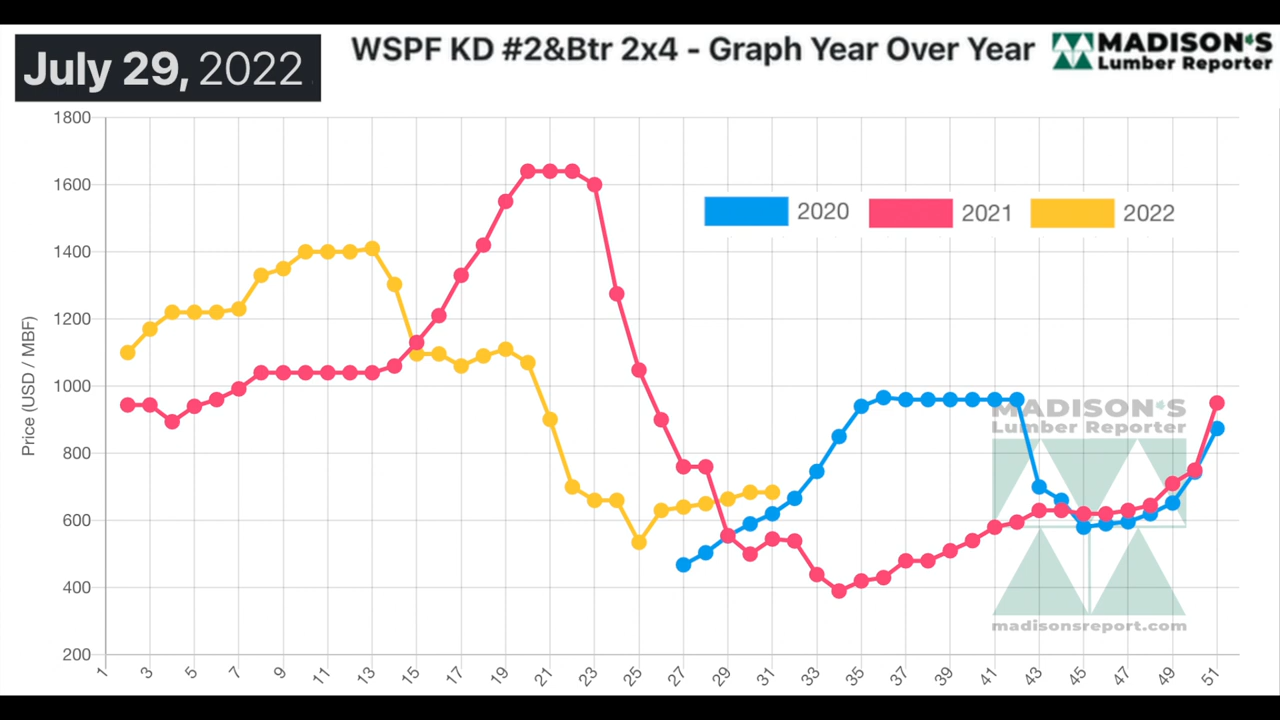 July 29, 2022
WSPF KD #2&Btr 2x4 - Graph Year Over Year
MADISON'S
Lumber Reporter
1800
1600
1400
1200
1000
800
600
400
200
Price (USD / MBF)
2020
2021
2022
MADISON'S
Lumber Reporter
madisonsreport.com
1 3 5 7 9 11 13 15 17 19 21 23 25 27 29 31 33 35 37 39 41 43 45 47 49 51